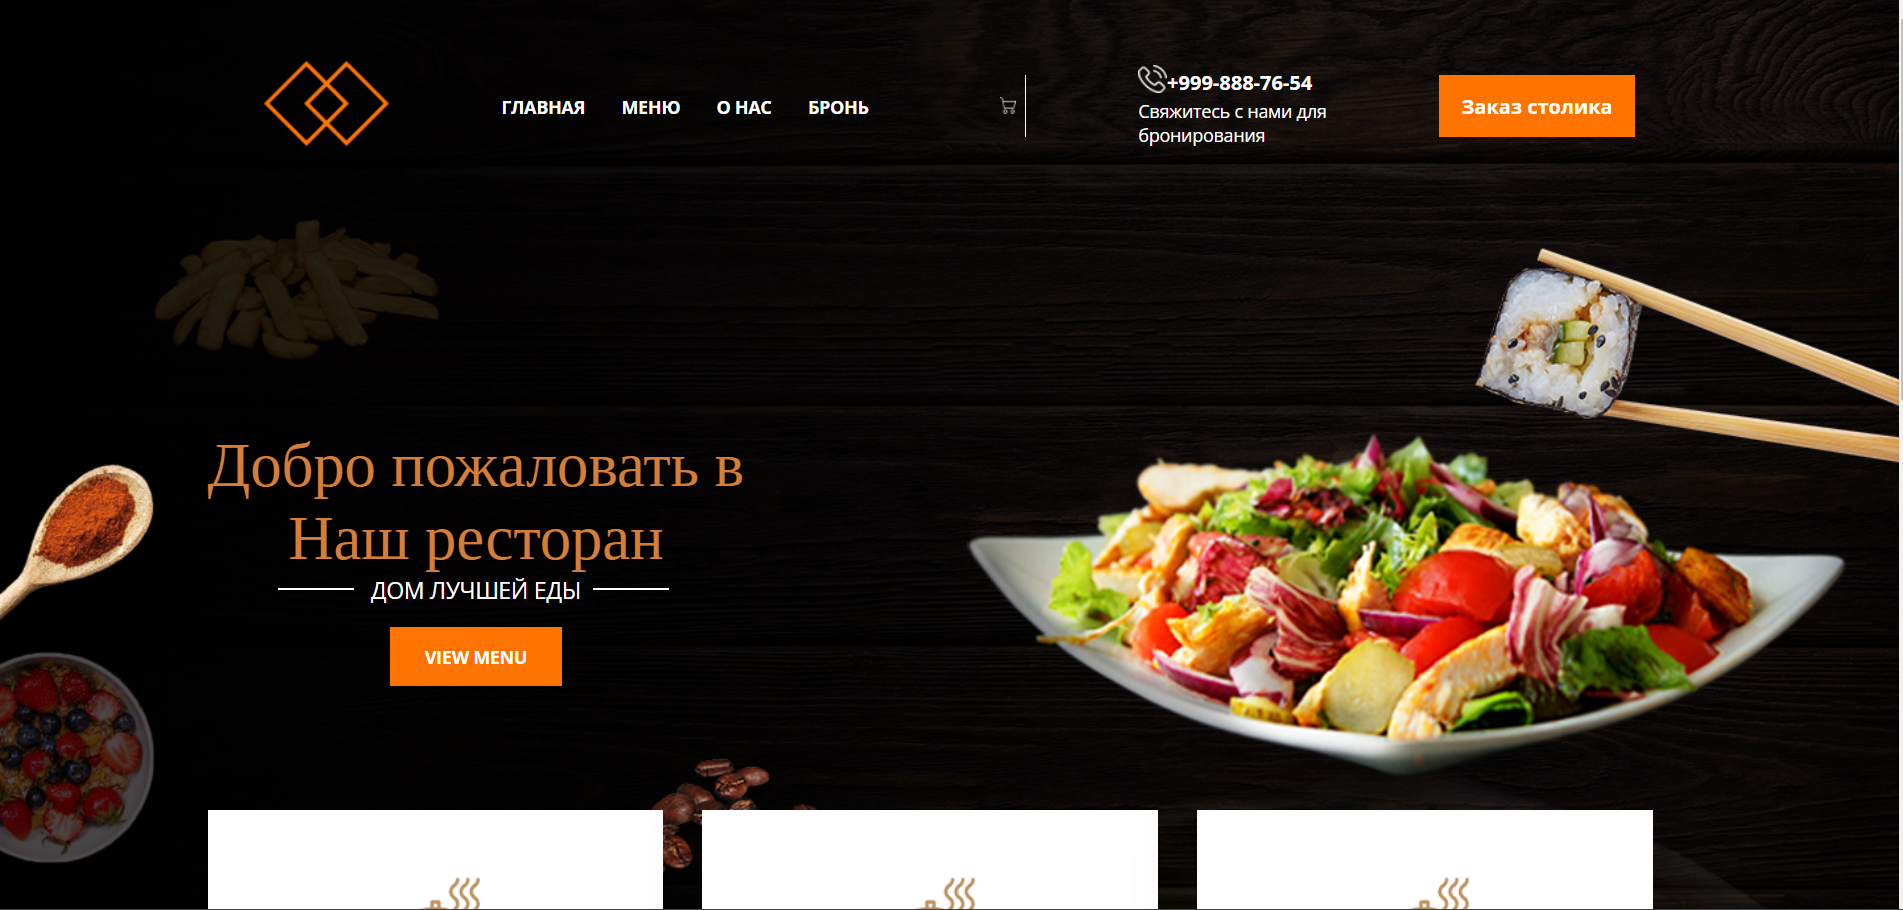 ГЛАВНАЯ МЕНЮ О НАС БРОНЬ
+999-888-76-54
Свяжитесь с нами для
бронирования
Заказ столика
Добро пожаловать в
Наш ресторан
ДОМ ЛУЧШЕЙ ЕДЫ
VIEW MENU